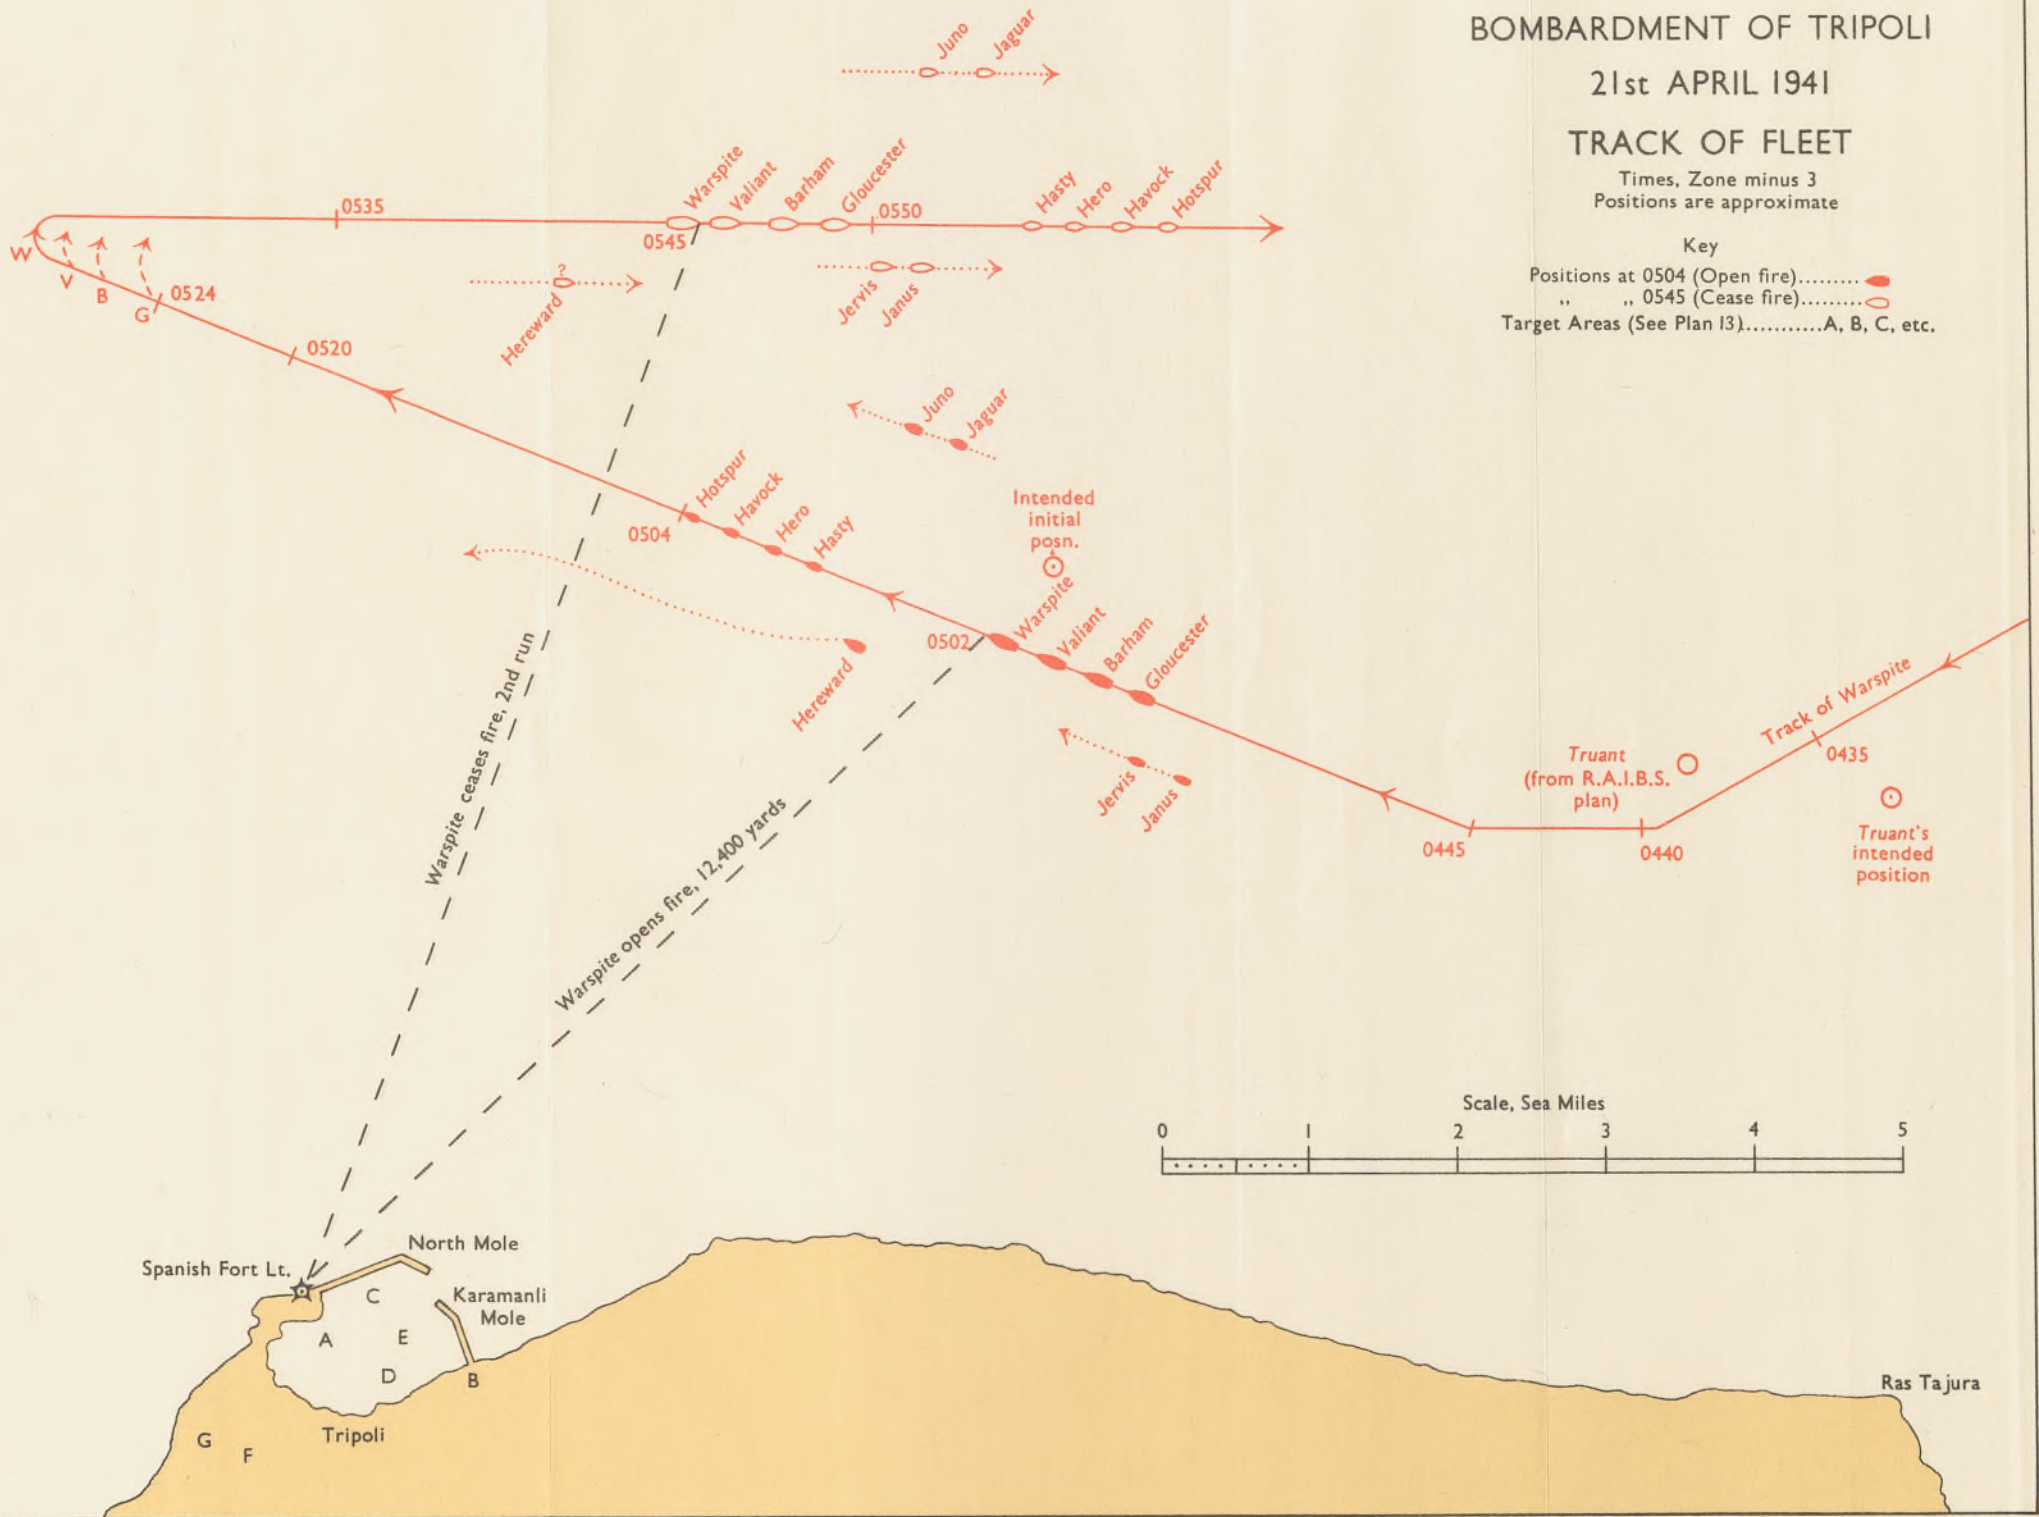 BOMBARDMENT OF TRIPOLI
21st APRIL 1941
TRACK OF FLEET
Times, Zone minus 3
Positions are approximate
Key
Positions at 0504 (Open fire).........
,, ,, 0545 (Cease fire).........
Target Areas (See Plan 13)...........A, B, C, etc.
Juno
Jaguar
Warspite
Valiant
Barham
Gloucester
Hasty
Hero
Havock
Hotspur
0535
0550
0545
W
V
B
G
0524
?
Hereward
Jervis
Janus
0520
Juno
Jaguar
Hotspur
Havock
Hero
Hasty
0504
Intended
initial
posn.
0502
Warspite
Valiant
Barham
Gloucester
Hereward
Jervis
Janus
Track of Warspite
0435
Truant
(from R.A.I.B.S.
plan)
Truant's
intended
position
0445
0440
Warspite ceases fire, 2nd run
Warspite opens fire, 12,400 yards
Scale, Sea Miles
0 1 2 3 4 5
North Mole
Spanish Fort Lt.
Karamanli
Mole
C
A
E
D
B
G
F
Tripoli
Ras Tajura